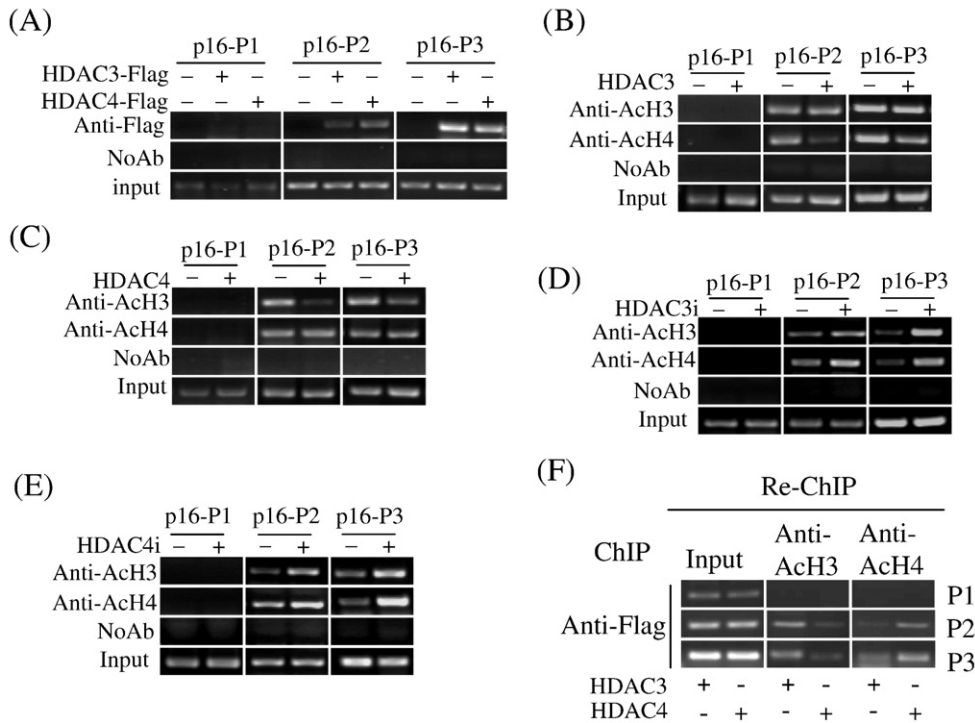 (A)
p16-P1 p16-P2 p16-P3
HDAC3-Flag – + – – + – – + –
HDAC4-Flag – – + – – + – – +
Anti-Flag
NoAb
input
(B)
p16-P1 p16-P2 p16-P3
HDAC3 – + – + – +
Anti-AcH3
Anti-AcH4
NoAb
Input
(C)
p16-P1 p16-P2 p16-P3
HDAC4 – + – + – +
Anti-AcH3
Anti-AcH4
NoAb
Input
(D)
p16-P1 p16-P2 p16-P3
HDAC3i – + – + – +
Anti-AcH3
Anti-AcH4
NoAb
Input
(E)
p16-P1 p16-P2 p16-P3
HDAC4i – + – + – +
Anti-AcH3
Anti-AcH4
NoAb
Input
(F)
Re-ChIP
ChIP Input Anti-AcH3 Anti-AcH4
Anti-Flag
P1
P2
P3
HDAC3 + - + - + -
HDAC4 - + - + - +